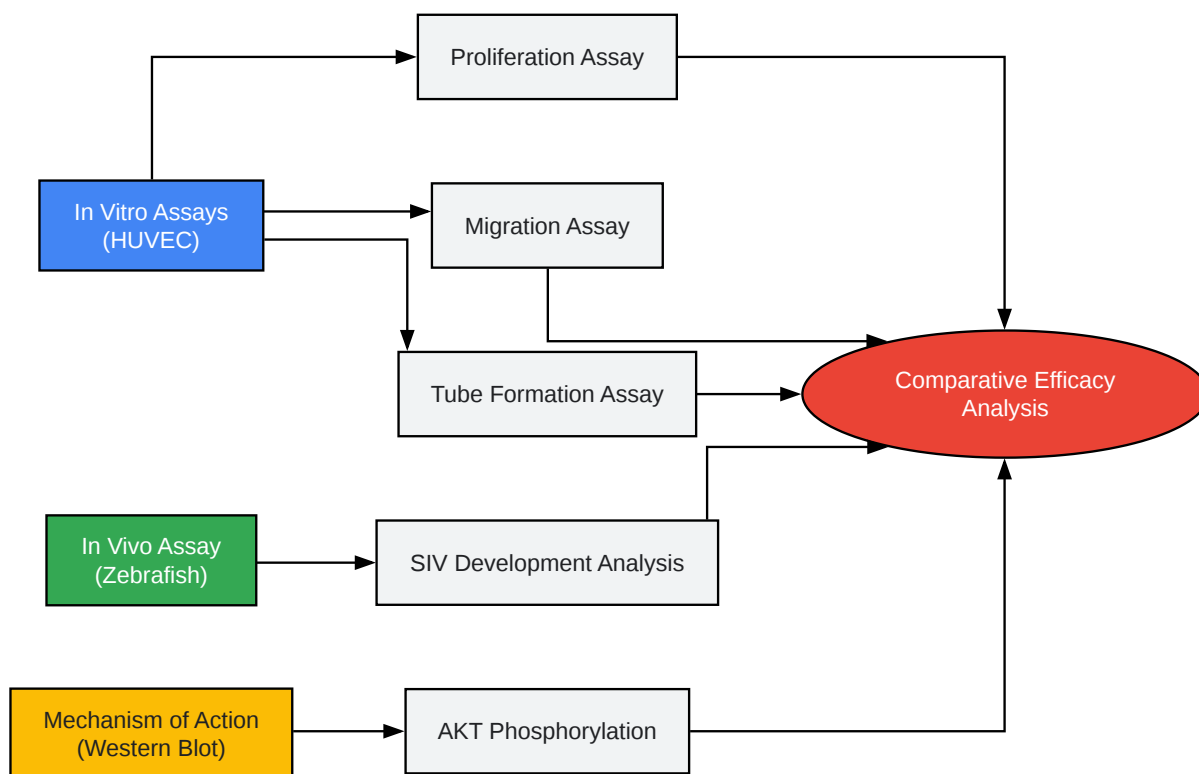 Proliferation Assay
In Vitro Assays
(HUVEC)
Migration Assay
Tube Formation Assay
Comparative Efficacy
Analysis
In Vivo Assay
(Zebrafish)
SIV Development Analysis
Mechanism of Action
(Western Blot)
AKT Phosphorylation